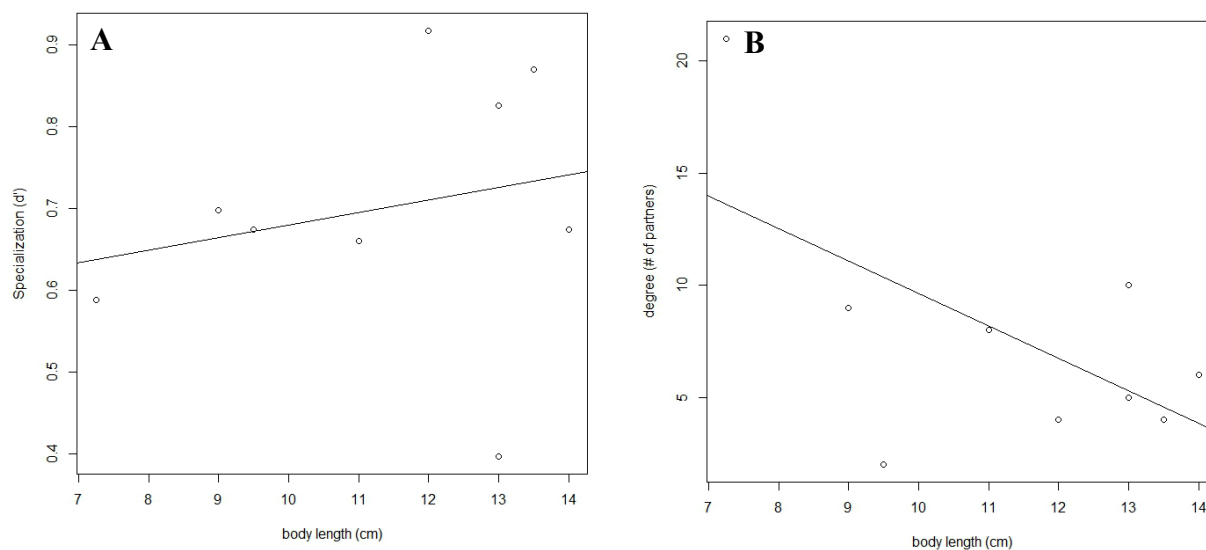 A
0.9
0.8
0.7
0.6
0.5
0.4
Specialization (d')
7 8 9 10 11 12 13 14
body length (cm)
B
20
15
10
5
degree (# of partners)
7 8 9 10 11 12 13 14
body length (cm)